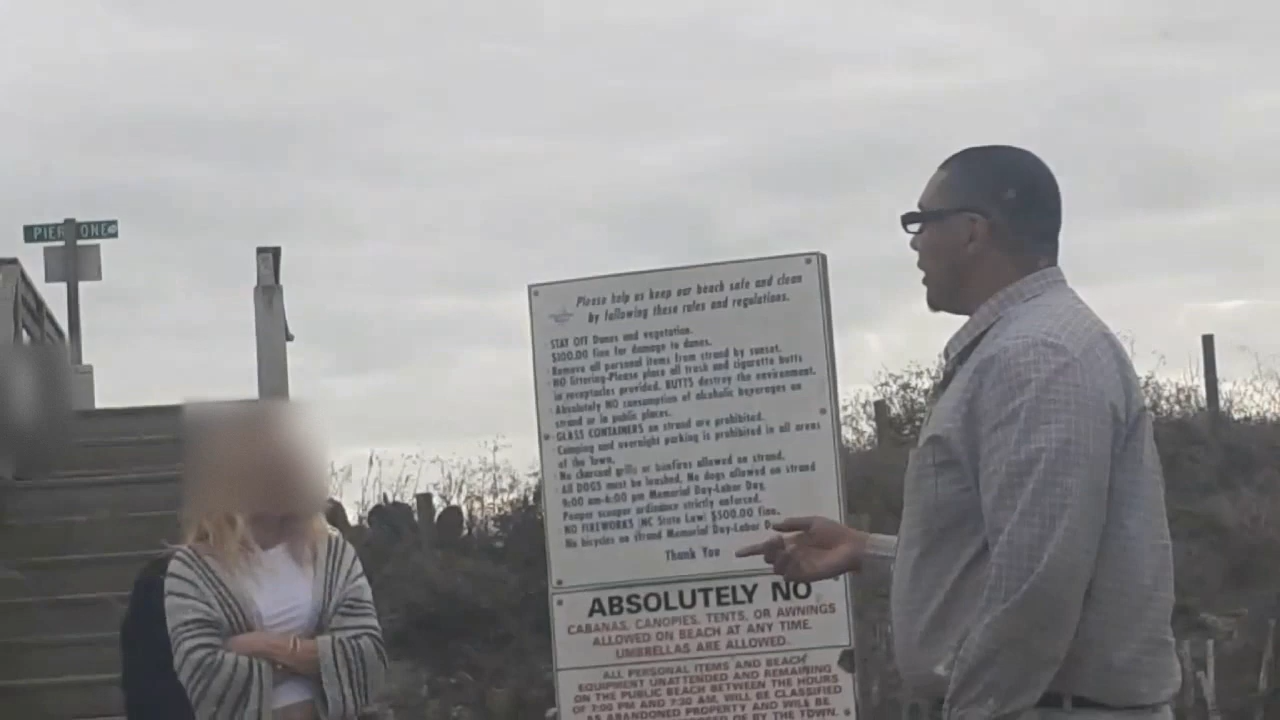 PIER ONE
Please help us keep our beach safe and clean
by following these rules and regulations.
STAY OFF Dunes and vegetation.
$100.00 fine for damage to dunes.
· Remove all personal items from strand by sunset.
· NO littering-Please place all trash and cigarette butts
in receptacles provided. BUTTS destroy the environment.
· Absolutely NO consumption of alcoholic beverages on
strand or in public places.
· GLASS CONTAINERS on strand are prohibited.
· Camping and overnight parking is prohibited in all areas
of the Town.
· No charcoal grills or bonfires allowed on strand.
· All DOGS must be leashed. No dogs allowed on strand
9:00 am-6:00 pm Memorial Day-Labor Day.
Pooper scooper ordinance strictly enforced.
NO FIREWORKS (NC State Law) $500.00 fine.
No bicycles on strand Memorial Day-Labor
Thank You
ABSOLUTELY NO
CABANAS, CANOPIES, TENTS, OR AWNINGS
ALLOWED ON BEACH AT ANY TIME.
UMBRELLAS ARE ALLOWED.
ALL PERSONAL ITEMS AND BEACH
EQUIPMENT UNATTENDED AND REMAINING
ON THE PUBLIC BEACH BETWEEN THE HOURS
OF 7:00 PM AND 7:30 AM, WILL BE CLASSIFIED
AS ABANDONED PROPERTY AND WILL BE
OF BY THE TOWN.